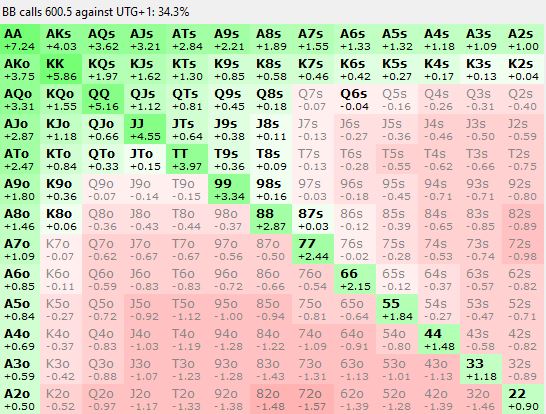 BB calls 600.5 against UTG+1: 34.3%
AA AKs AQs AJs ATs A9s A8s A7s A6s A5s A4s A3s A2s
+7.24 +4.03 +3.62 +3.21 +2.84 +2.21 +1.89 +1.55 +1.33 +1.32 +1.18 +1.09 +1.00
AKo KK KQs KJs KTs K9s K8s K7s K6s K5s K4s K3s K2s
+3.75 +5.86 +1.97 +1.62 +1.30 +0.85 +0.58 +0.46 +0.42 +0.27 +0.17 +0.13 +0.04
AQo KQo QQ QJs QTs Q9s Q8s Q7s Q6s Q5s Q4s Q3s Q2s
+3.31 +1.55 +5.16 +1.12 +0.81 +0.45 +0.18 -0.07 -0.04 -0.16 -0.26 -0.31 -0.40
AJo KJo QJo JJ JTs J9s J8s J7s J6s J5s J4s J3s J2s
+2.87 +1.18 +0.66 +4.55 +0.64 +0.38 +0.11 -0.13 -0.27 -0.36 -0.46 -0.50 -0.59
ATo KTo QTo JTo TT T9s T8s T7s T6s T5s T4s T3s T2s
+2.47 +0.84 +0.33 +0.15 +3.97 +0.36 +0.09 -0.13 -0.28 -0.55 -0.62 -0.66 -0.75
A9o K9o Q9o J9o T9o 99 98s 97s 96s 95s 94s 93s 92s
+1.80 +0.36 -0.07 -0.14 -0.15 +3.34 +0.16 -0.03 -0.18 -0.45 -0.71 -0.71 -0.80
A8o K8o Q8o J8o T8o 98o 88 87s 86s 85s 84s 83s 82s
+1.46 +0.06 -0.36 -0.43 -0.44 -0.37 +2.87 +0.03 -0.12 -0.39 -0.65 -0.85 -0.89
A7o K7o Q7o J7o T7o 97o 87o 77 76s 75s 74s 73s 72s
+1.09 -0.07 -0.62 -0.67 -0.67 -0.56 -0.50 +2.44 -0.02 -0.28 -0.53 -0.74 -0.98
A6o K6o Q6o J6o T6o 96o 86o 76o 66 65s 64s 63s 62s
+0.85 -0.11 -0.59 -0.83 -0.83 -0.72 -0.66 -0.54 +2.15 -0.12 -0.37 -0.57 -0.82
A5o K5o Q5o J5o T5o 95o 85o 75o 65o 55 54s 53s 52s
+0.84 -0.27 -0.72 -0.92 -1.12 -1.00 -0.94 -0.81 -0.64 +1.84 -0.27 -0.47 -0.71
A4o K4o Q4o J4o T4o 94o 84o 74o 64o 54o 44 43s 42s
+0.69 -0.37 -0.83 -1.03 -1.19 -1.28 -1.22 -1.09 -0.91 -0.80 +1.48 -0.58 -0.82
A3o K3o Q3o J3o T3o 93o 83o 73o 63o 53o 43o 33 32s
+0.59 -0.42 -0.88 -1.07 -1.23 -1.28 -1.43 -1.31 -1.13 -1.01 -1.13 +1.18 -0.89
A2o K2o Q2o J2o T2o 92o 82o 72o 62o 52o 42o 32o 22
+0.50 -0.52 -0.97 -1.17 -1.33 -1.38 -1.48 -1.57 -1.39 -1.26 -1.39 -1.46 +0.90